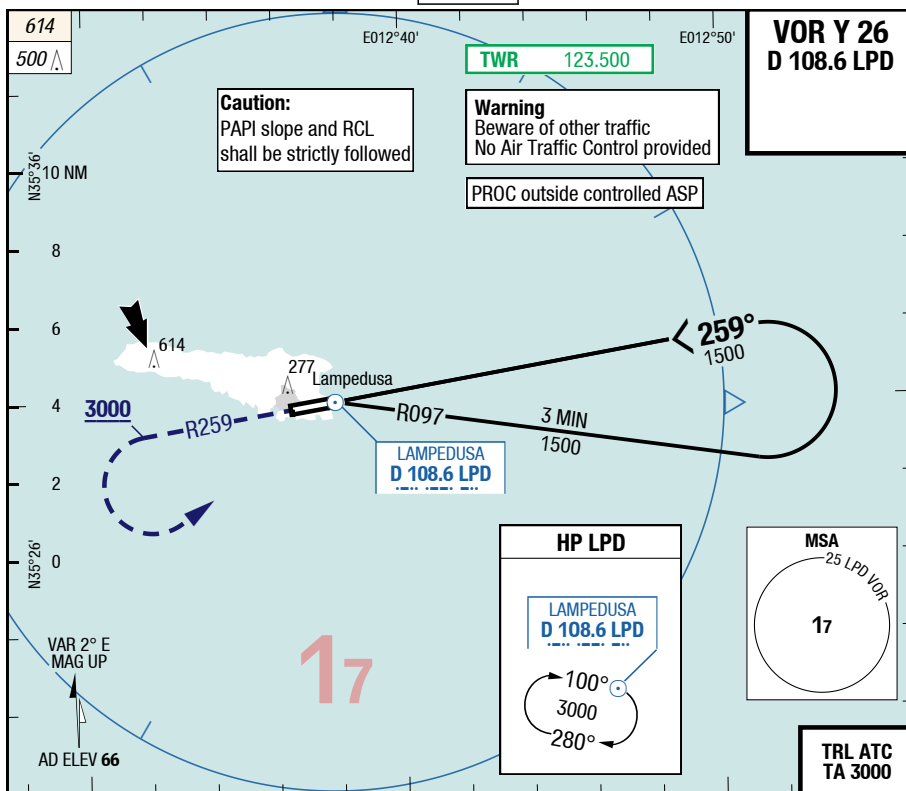 614
500
E012°40'
E012°50'
VOR Y 26
D 108.6 LPD
TWR 123.500
Caution:
PAPI slope and RCL
shall be strictly followed
Warning
Beware of other traffic
No Air Traffic Control provided
PROC outside controlled ASP
N35°36'
10 NM
8
6
4
2
0
N35°26'
614
277
Lampedusa
259°
1500
3000
R259
R097
3 MIN
1500
LAMPEDUSA
D 108.6 LPD
HP LPD
LAMPEDUSA
D 108.6 LPD
100°
3000
280°
MSA
25 LPD VOR
17
17
VAR 2° E
MAG UP
AD ELEV 66
TRL ATC
TA 3000